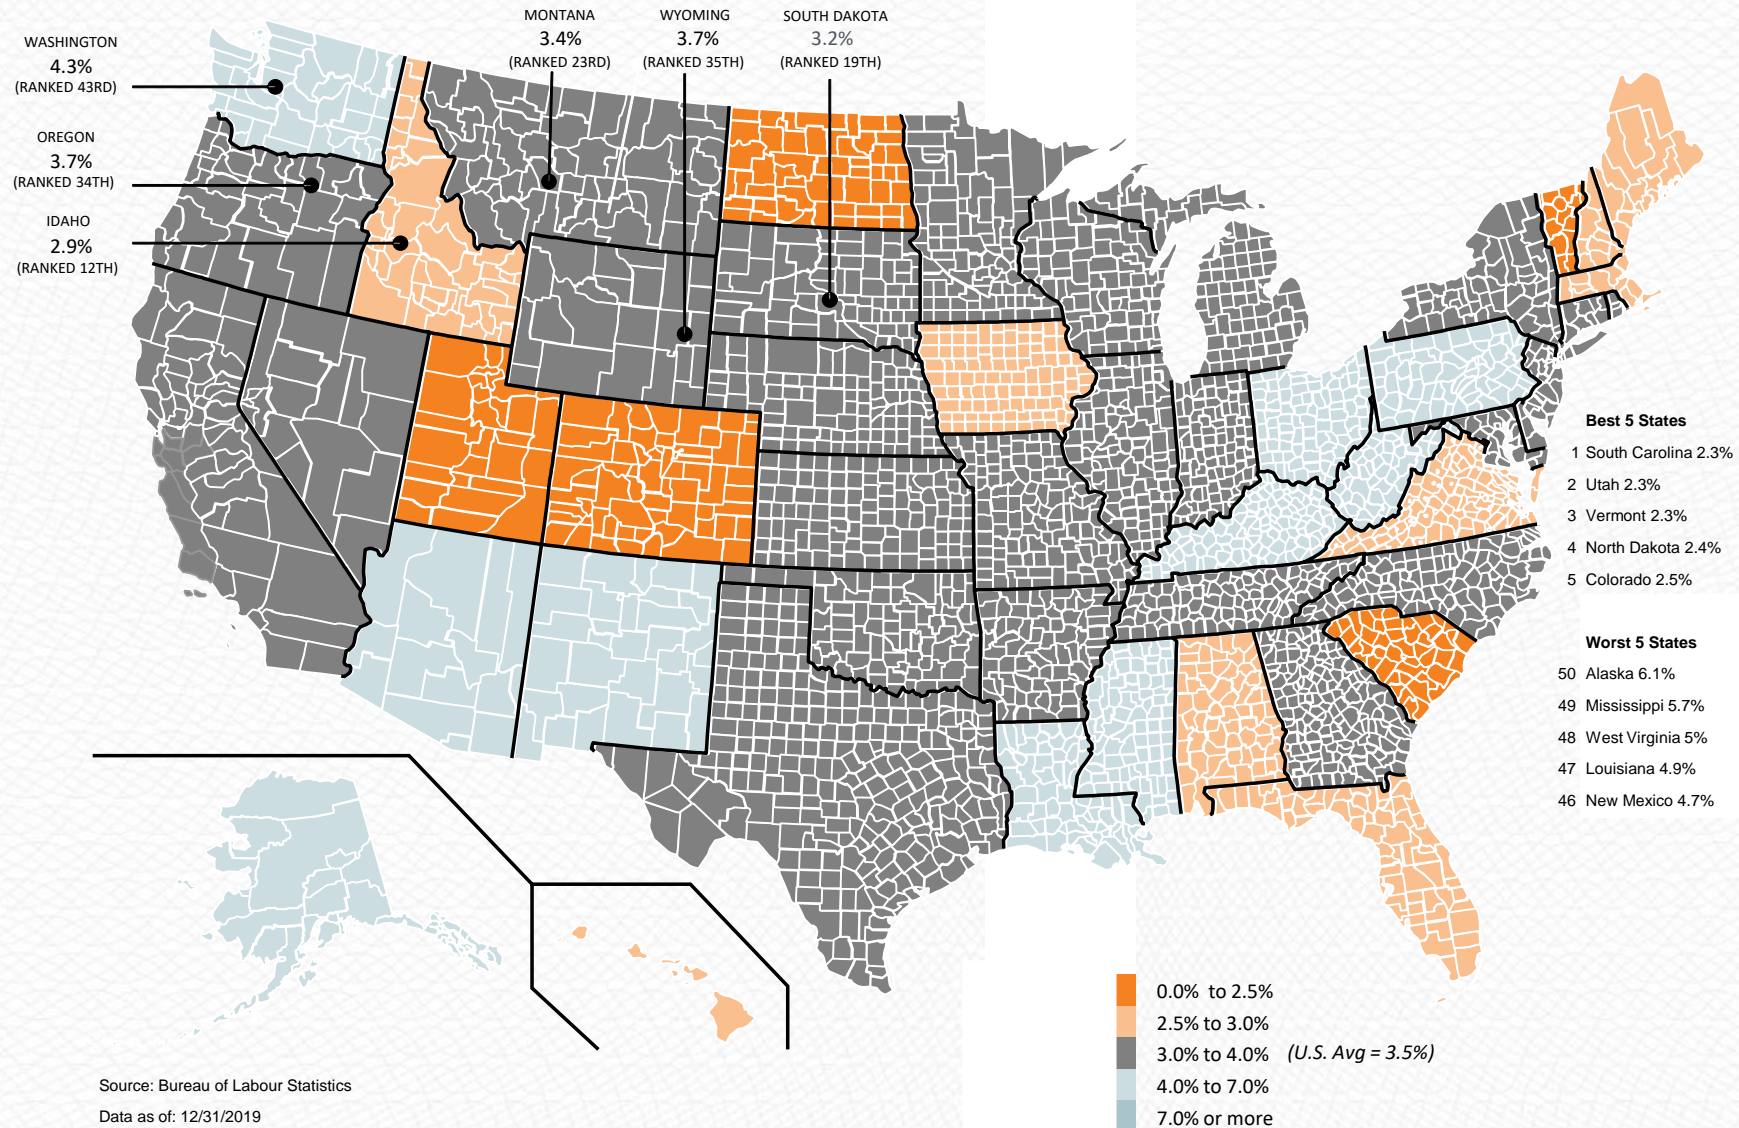 WASHINGTON
4.3%
(RANKED 43RD)
OREGON
3.7%
(RANKED 34TH)
IDAHO
2.9%
(RANKED 12TH)
MONTANA
3.4%
(RANKED 23RD)
WYOMING
3.7%
(RANKED 35TH)
SOUTH DAKOTA
3.2%
(RANKED 19TH)
Best 5 States
1 South Carolina 2.3%
2 Utah 2.3%
3 Vermont 2.3%
4 North Dakota 2.4%
5 Colorado 2.5%
Worst 5 States
50 Alaska 6.1%
49 Mississippi 5.7%
48 West Virginia 5%
47 Louisiana 4.9%
46 New Mexico 4.7%
0.0% to 2.5%
2.5% to 3.0%
3.0% to 4.0% (U.S. Avg = 3.5%)
4.0% to 7.0%
7.0% or more
Source: Bureau of Labour Statistics
Data as of: 12/31/2019